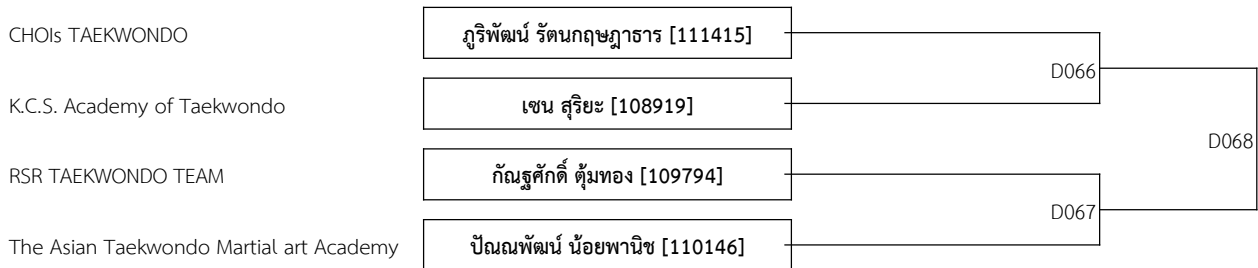 CHOIs TAEKWONDO
ภูริพัฒน์ รัตนกฤษฎาธาร [111415]
D066
K.C.S. Academy of Taekwondo
เซน สุริยะ [108919]
D068
RSR TAEKWONDO TEAM
กัณฐศักดิ์ ตุ้มทอง [109794]
D067
The Asian Taekwondo Martial art Academy
ปัณณพัฒน์ น้อยพานิช [110146]